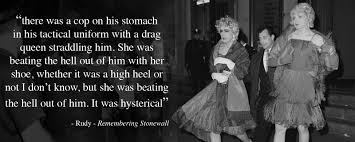 “there was a cop on his stomach
in his tactical uniform with a drag
queen straddling him. She was
beating the hell out of him with her
shoe, whether it was a high heel or
not I don’t know, but she was beating
the hell out of him. It was hysterical”
- Rudy - Remembering Stonewall